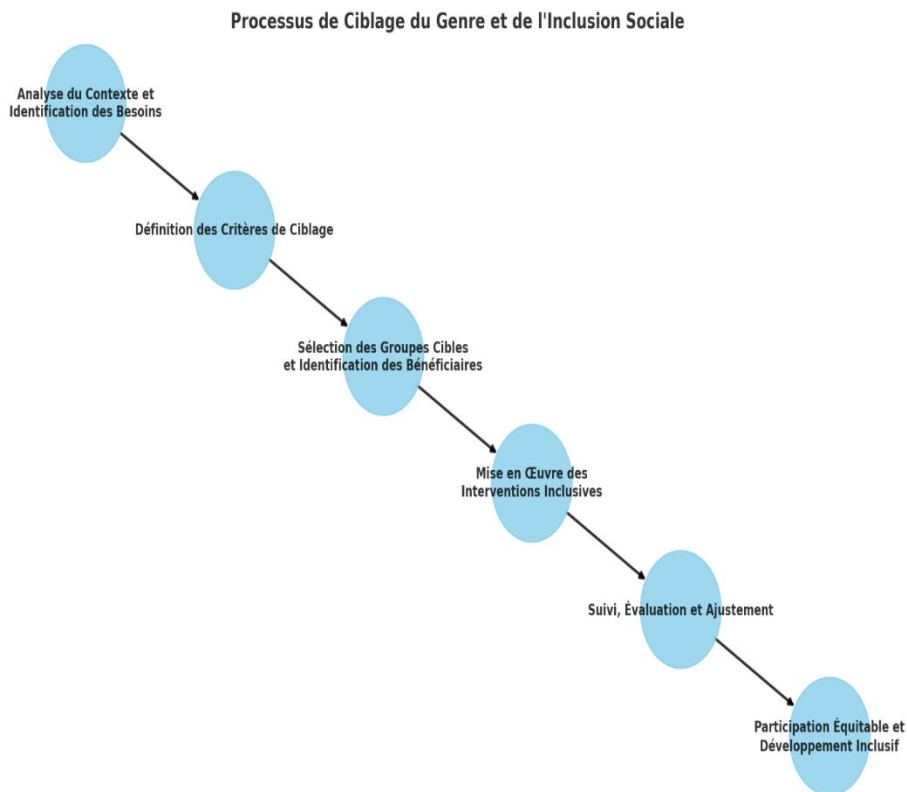 Processus de Ciblage du Genre et de l'Inclusion Sociale
Analyse du Contexte et
Identification des Besoins
Définition des Critères de Ciblage
Sélection des Groupes Cibles
et Identification des Bénéficiaires
Mise en Œuvre des
Interventions Inclusives
Suivi, Évaluation et Ajustement
Participation Équitable et
Développement Inclusif